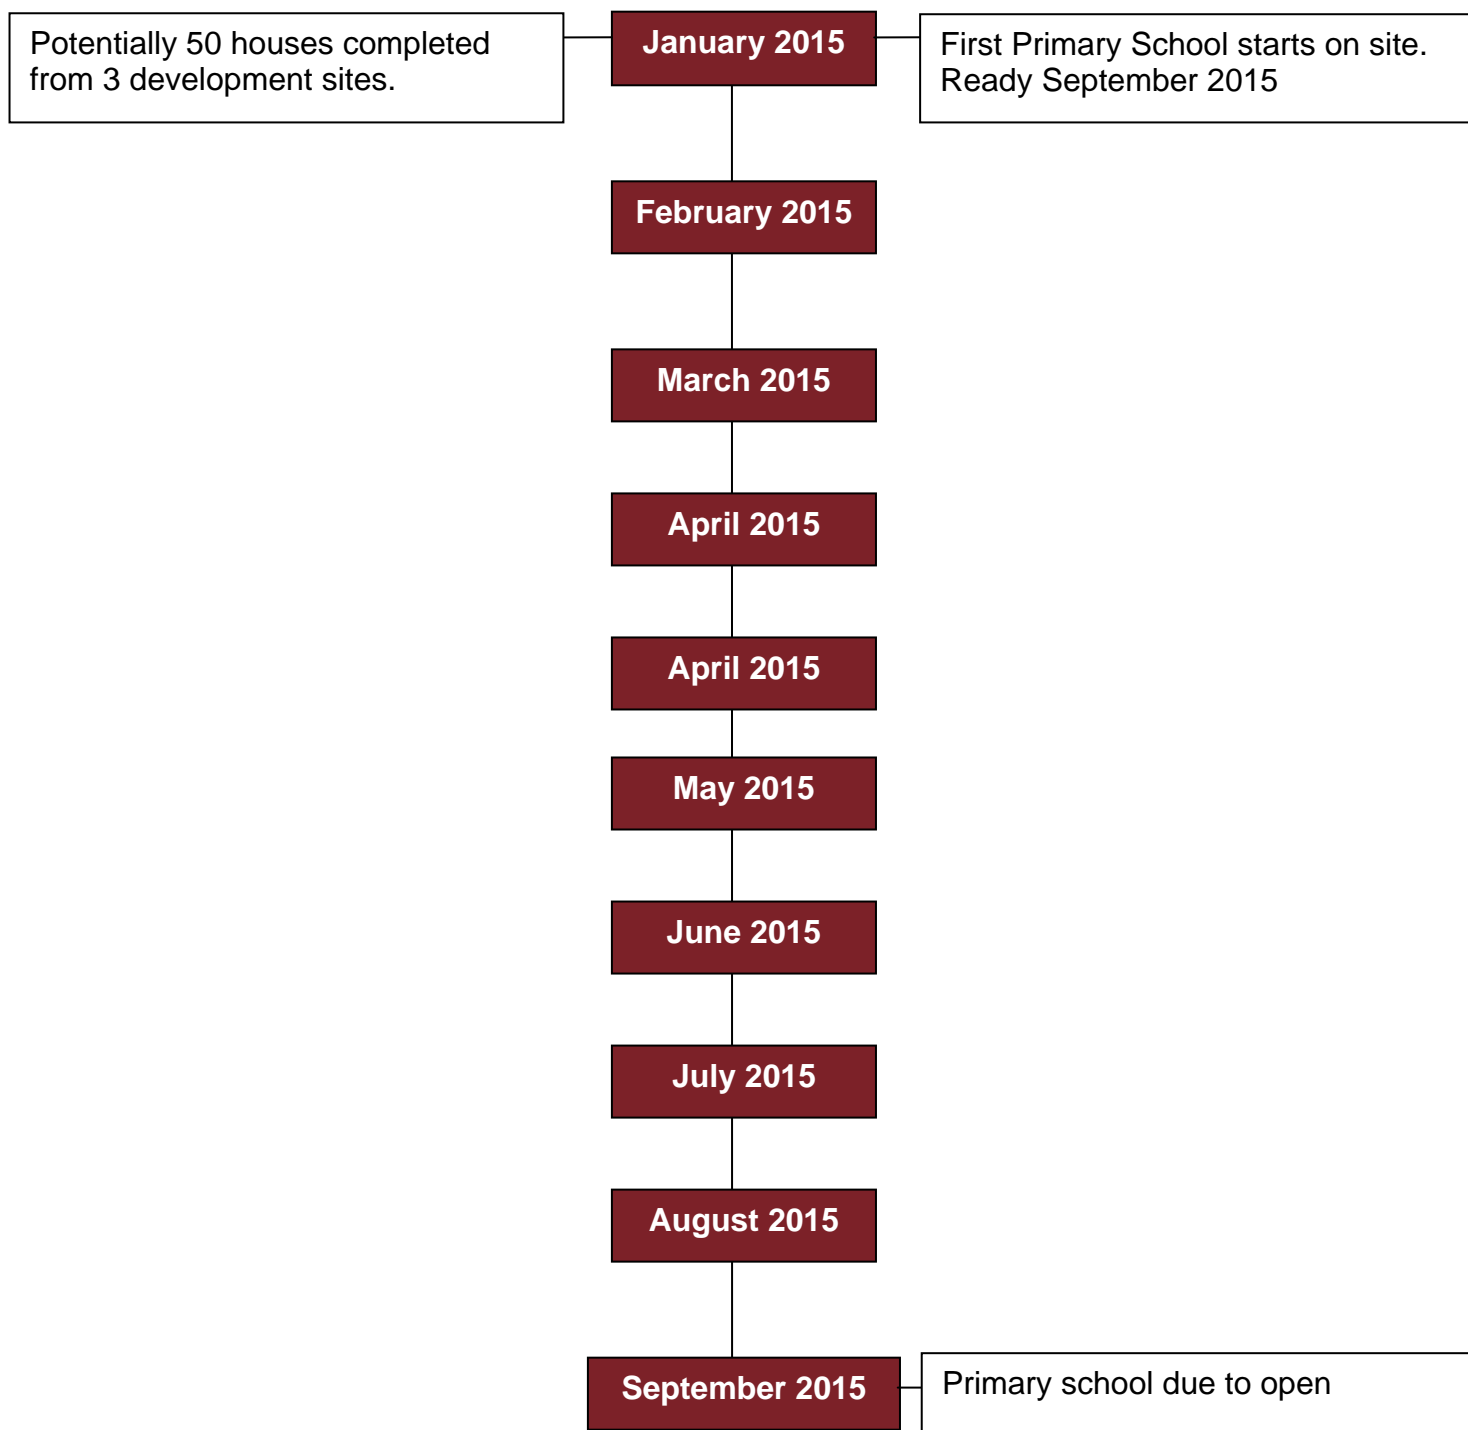 Potentially 50 houses completed
from 3 development sites.
January 2015
First Primary School starts on site.
Ready September 2015
February 2015
March 2015
April 2015
April 2015
May 2015
June 2015
July 2015
August 2015
September 2015
Primary school due to open